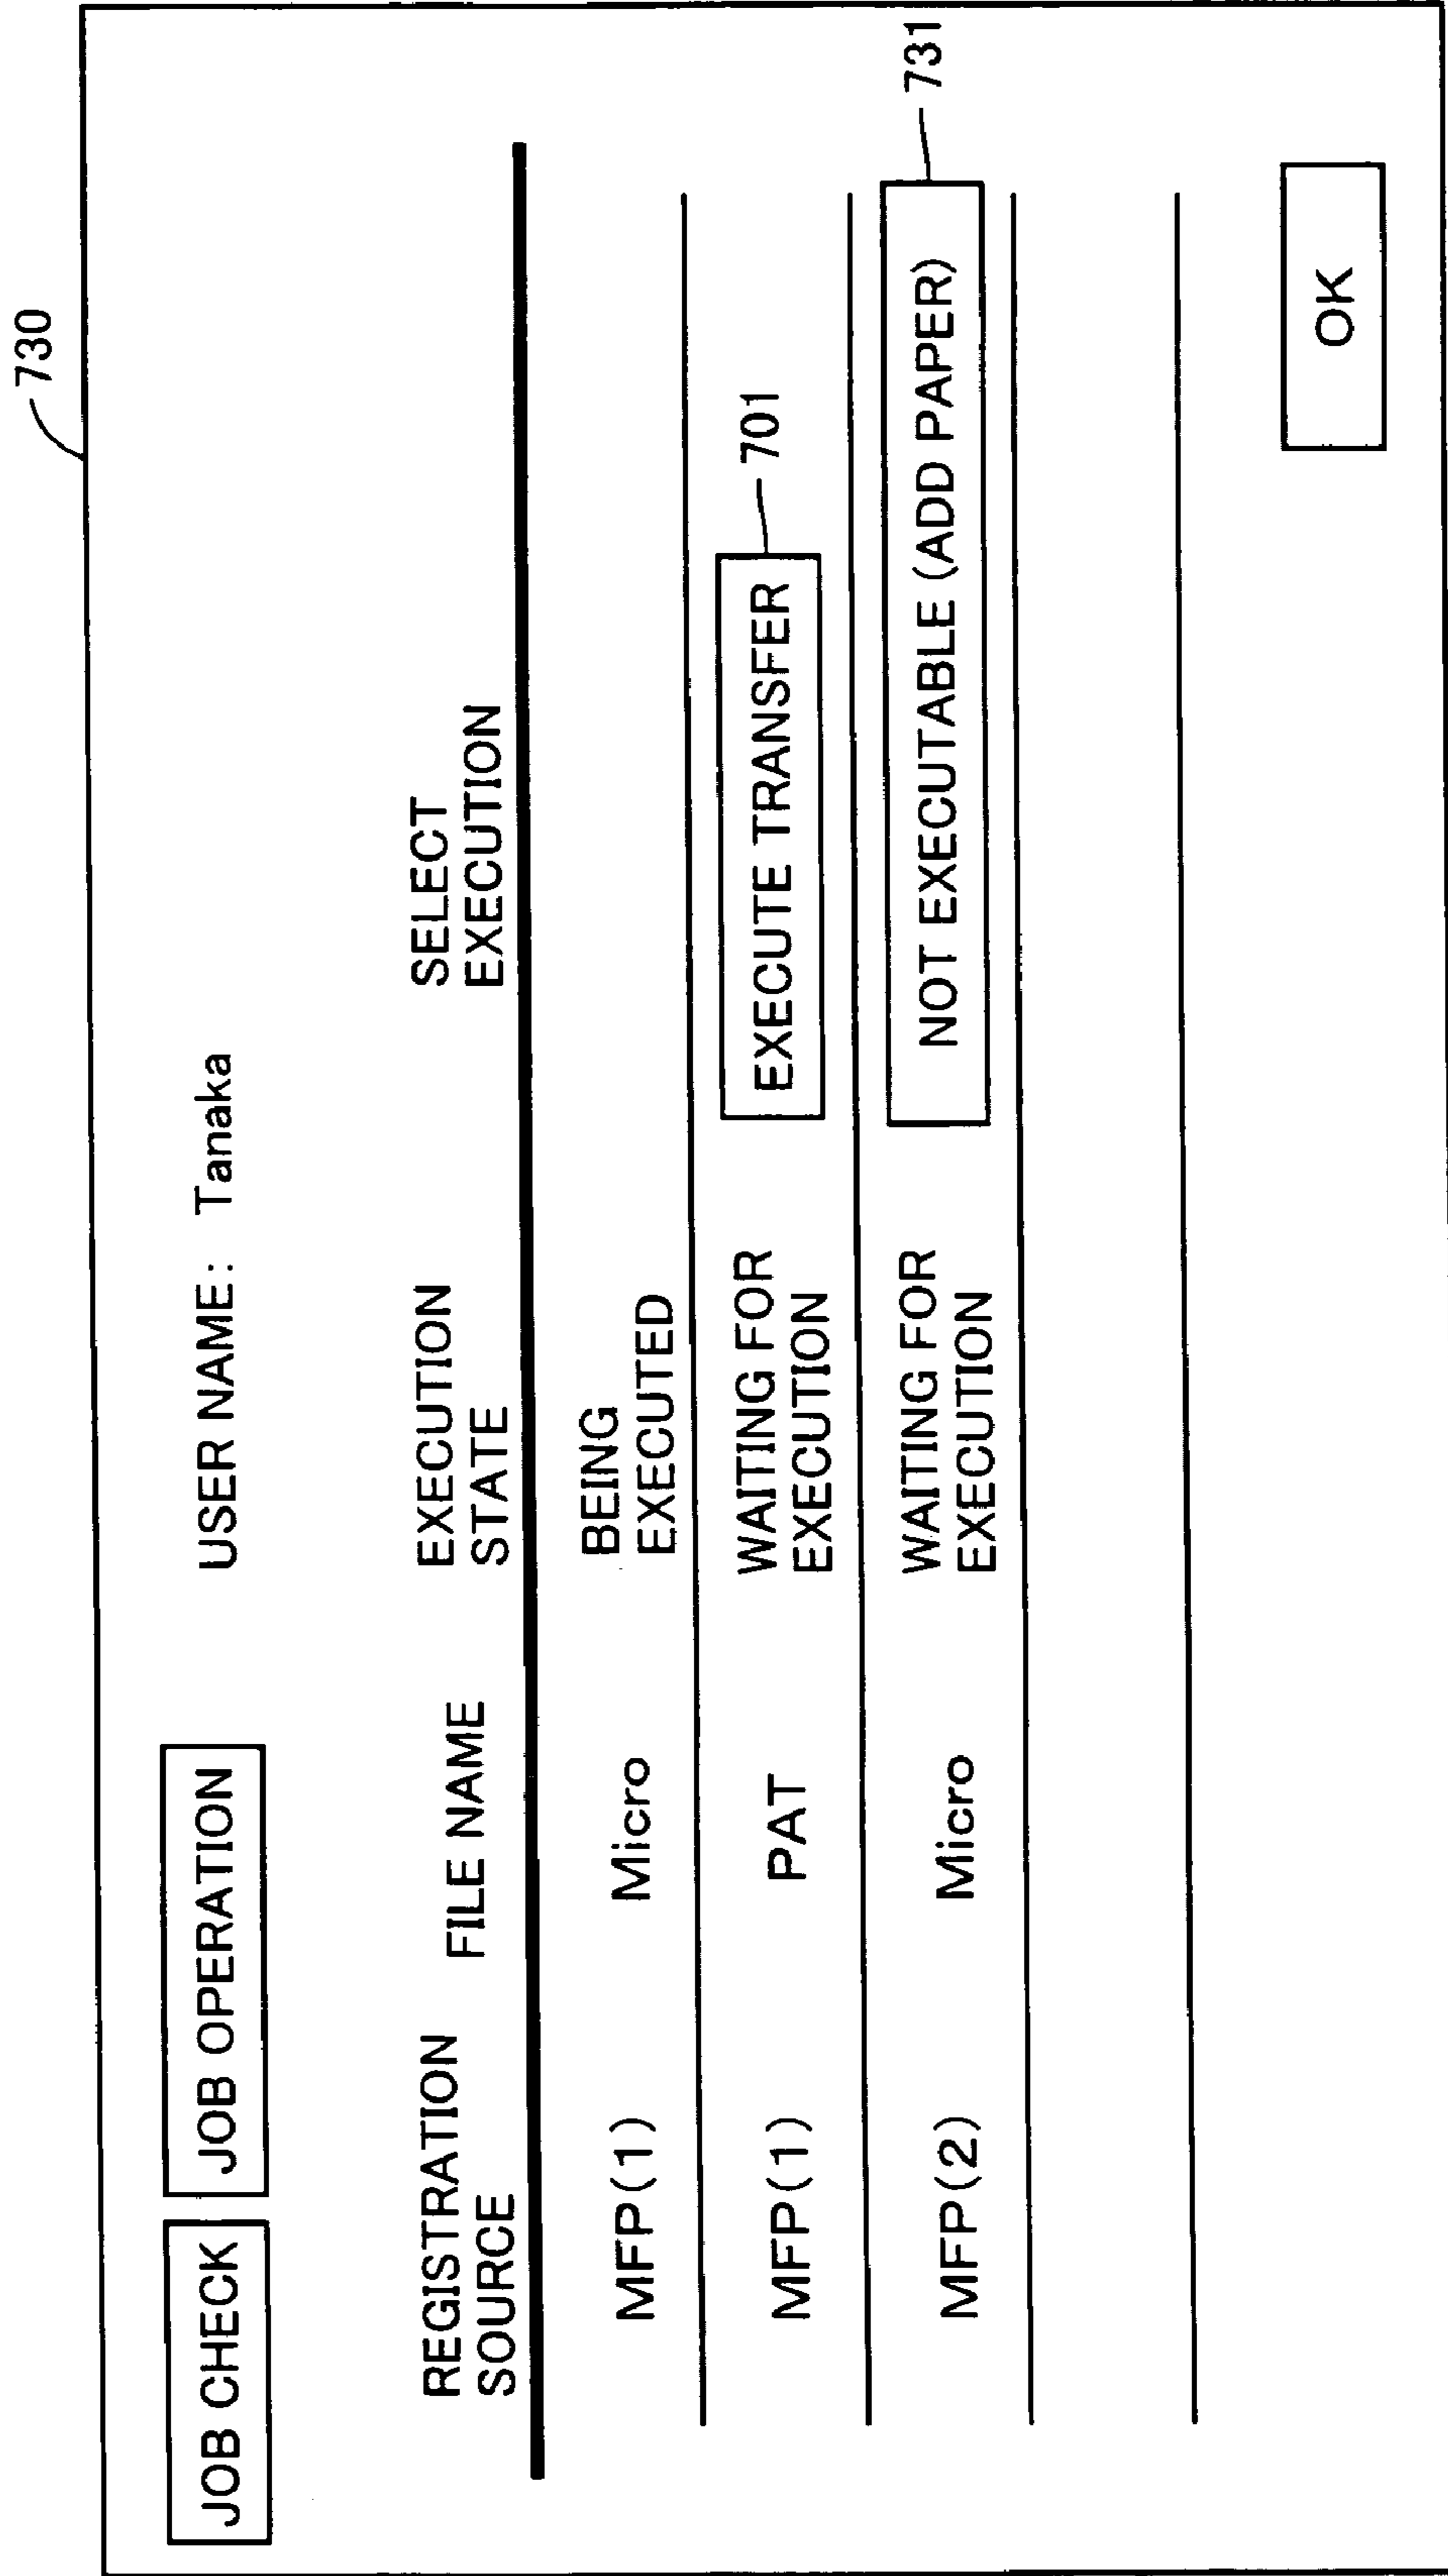 730
JOB CHECK JOB OPERATION USER NAME: Tanaka
REGISTRATION SOURCE FILE NAME EXECUTION STATE SELECT EXECUTION
MFP(1) Micro BEING EXECUTED
MFP(1) PAT WAITING FOR EXECUTION EXECUTE TRANSFER 701
MFP(2) Micro WAITING FOR EXECUTION NOT EXECUTABLE (ADD PAPER) 731
OK